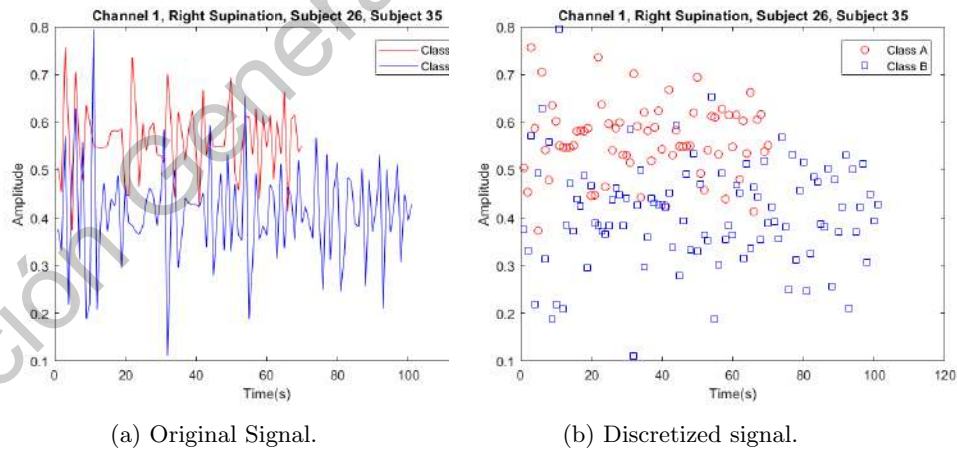 Channel 1, Right Supination, Subject 26, Subject 35
0.8
0.7
0.6
0.5
0.4
0.3
0.2
0.1
Amplitude
0 20 40 60 80 100
Time(s)
Class
Class
Channel 1, Right Supination, Subject 26, Subject 35
0.8
0.7
0.6
0.5
0.4
0.3
0.2
0.1
Amplitude
0 20 40 60 80 100 120
Time(s)
Class A
Class B
(a) Original Signal.
(b) Discretized signal.
ción Genera